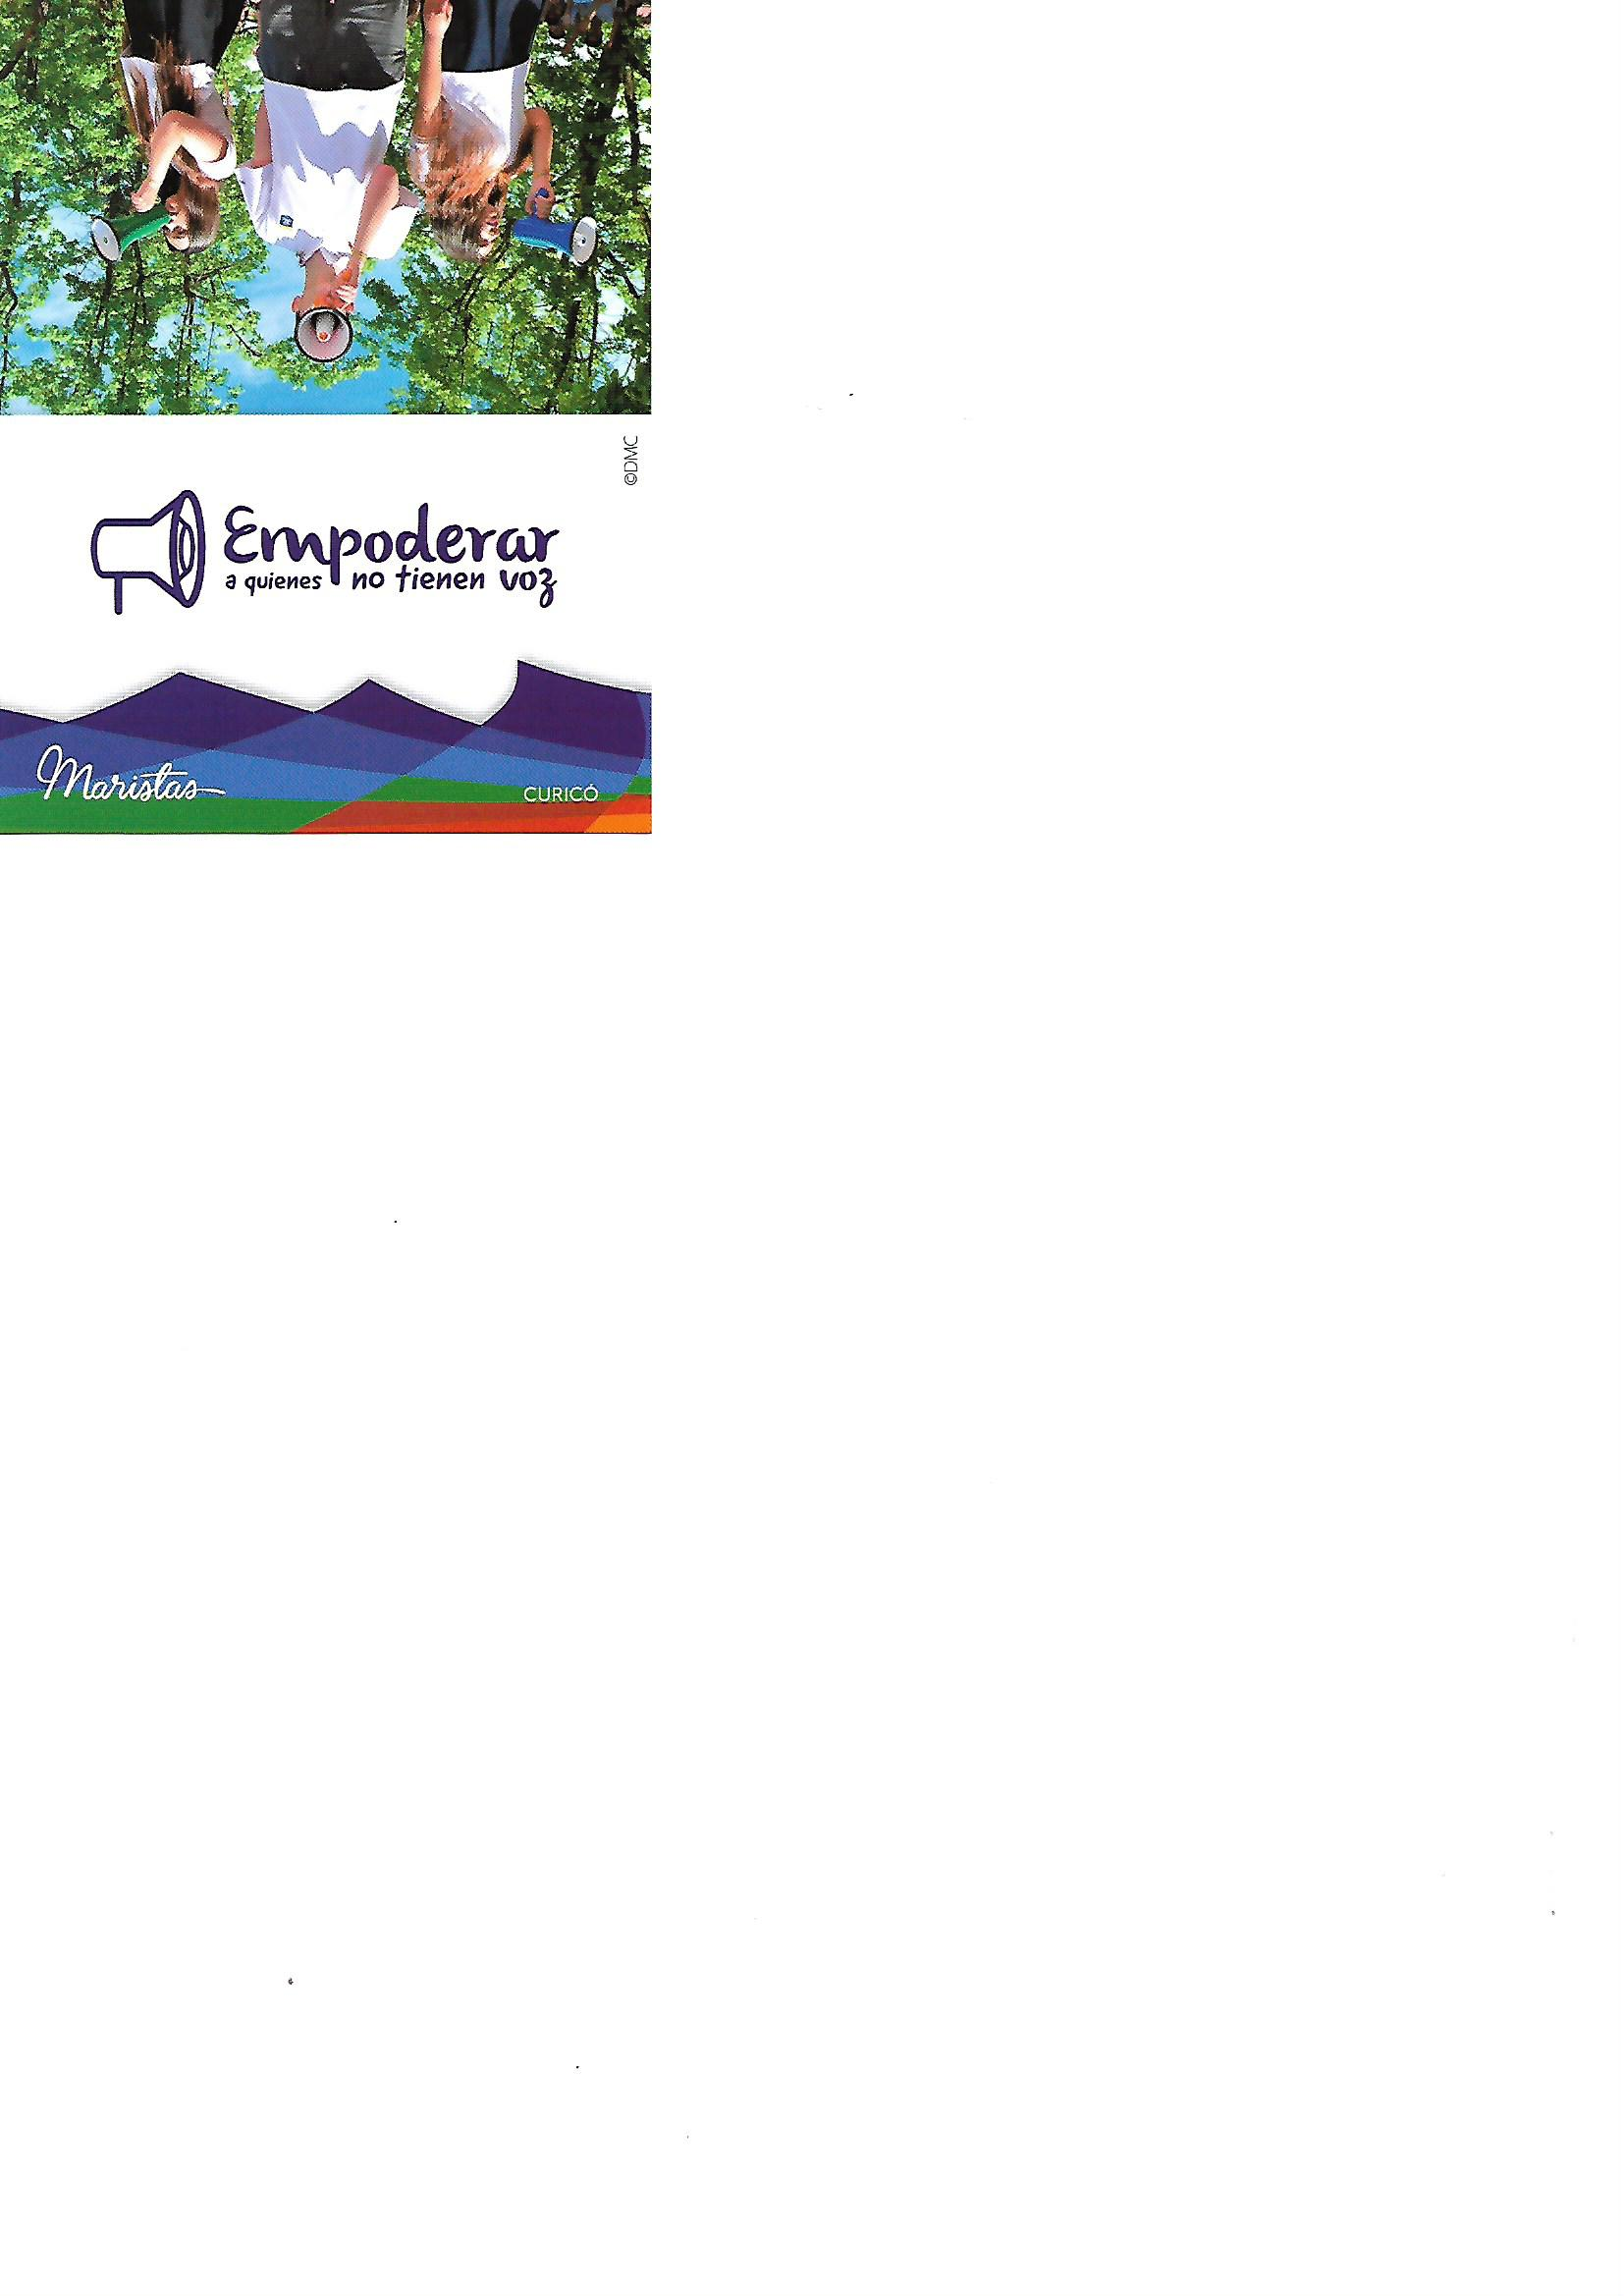 ©DMC
Empoderar
a quienes no tienen voz
Maristas
CURICÓ